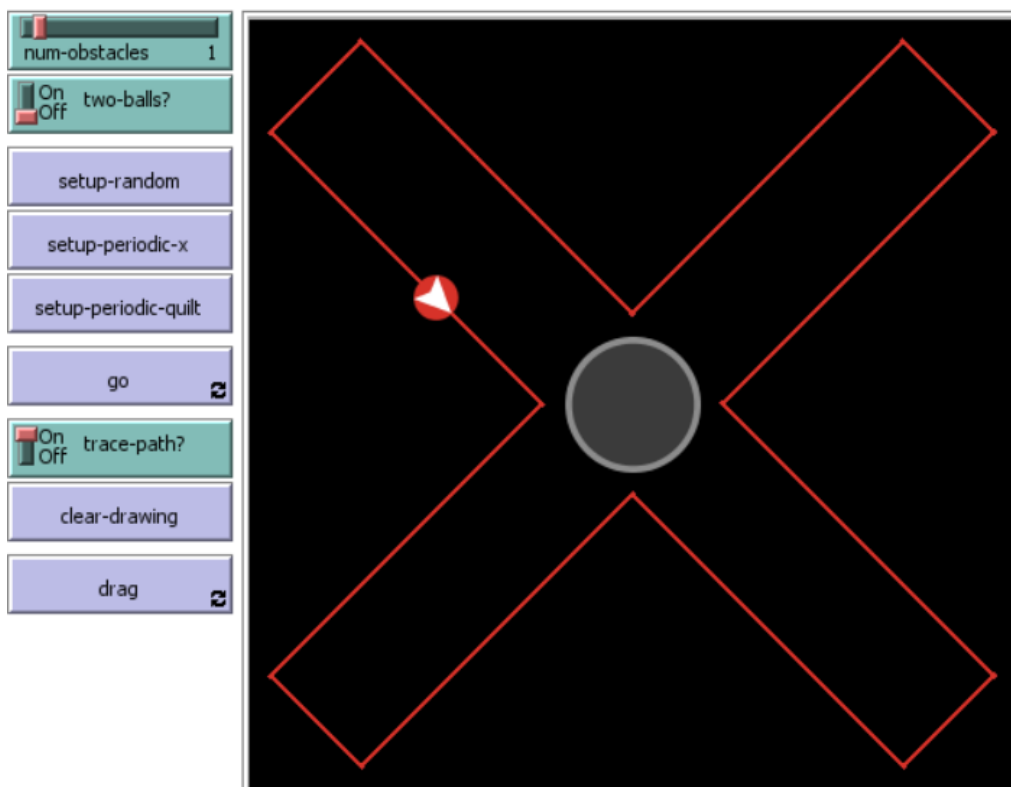 num-obstacles 1
On
Off
two-balls?
setup-random
setup-periodic-x
setup-periodic-quilt
go
On
Off
trace-path?
clear-drawing
drag